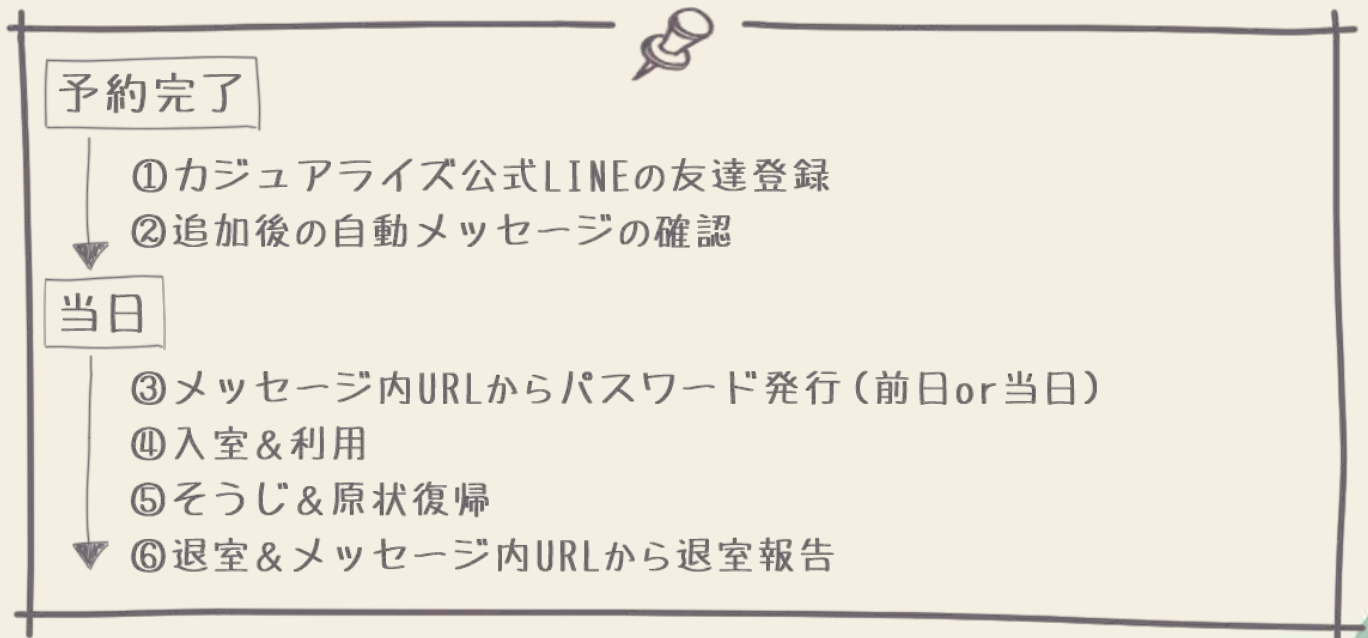 予約完了
①カジュアライズ公式LINEの友達登録
②追加後の自動メッセージの確認
当日
③メッセージ内URLからパスワード発行(前日or当日)
④入室&利用
⑤そうじ&原状復帰
⑥退室&メッセージ内URLから退室報告